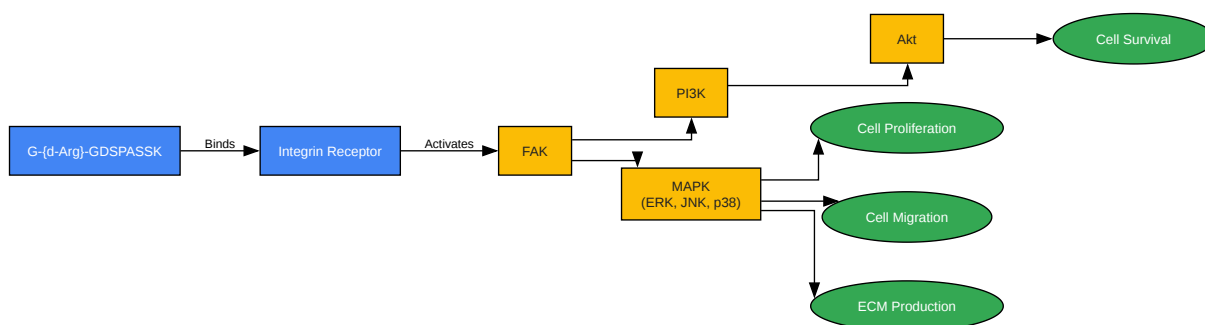 G-{d-Arg}-GDSPASSK
Binds
Integrin Receptor
Activates
FAK
PI3K
Akt
Cell Survival
MAPK
(ERK, JNK, p38)
Cell Proliferation
Cell Migration
ECM Production